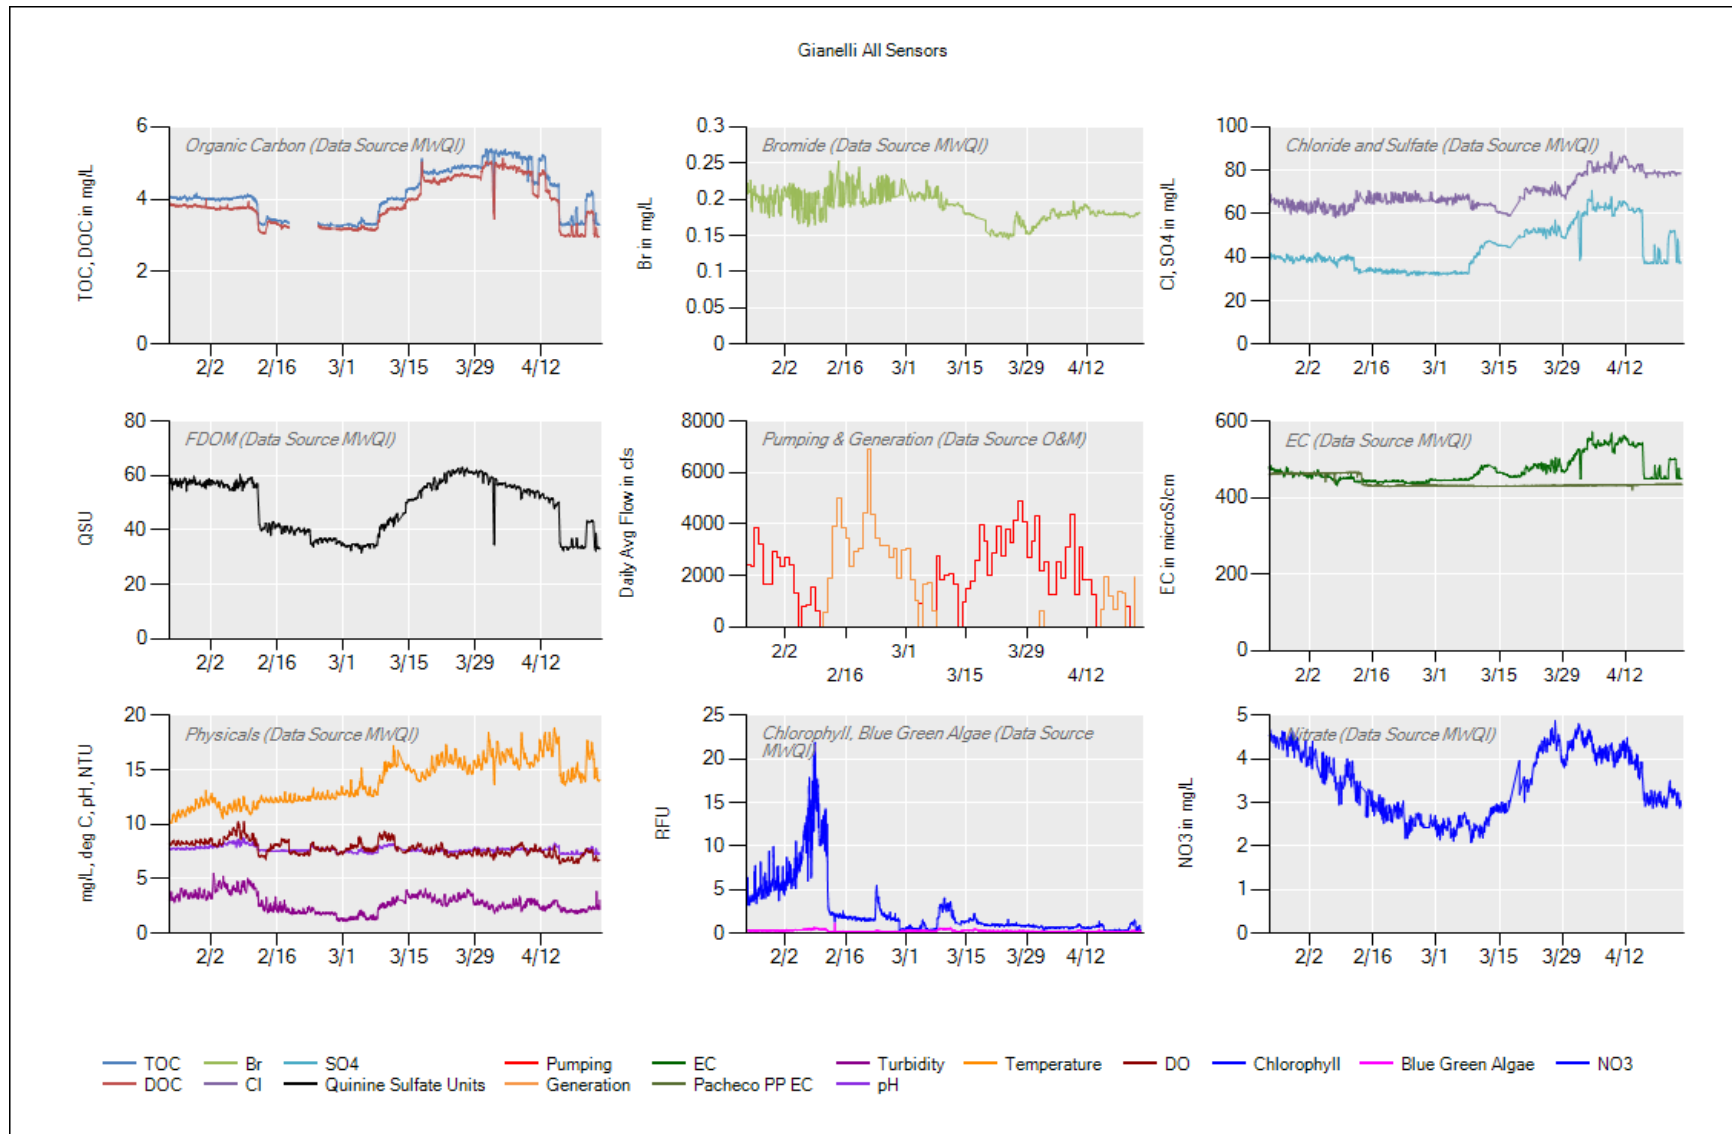 Gianelli All Sensors
Organic Carbon (Data Source MWQI)
TOC, DOC in mg/L
6
4
2
0
2/2 2/16 3/1 3/15 3/29 4/12
Bromide (Data Source MWQI)
Br in mg/L
0.3
0.25
0.2
0.15
0.1
0.05
0
2/2 2/16 3/1 3/15 3/29 4/12
Chloride and Sulfate (Data Source MWQI)
Cl, SO4 in mg/L
100
80
60
40
20
0
2/2 2/16 3/1 3/15 3/29 4/12
FDOM (Data Source MWQI)
QSU
80
60
40
20
0
2/2 2/16 3/1 3/15 3/29 4/12
Pumping & Generation (Data Source O&M)
Daily Avg Flow in cfs
8000
6000
4000
2000
0
2/2 3/1 3/29
2/16 3/15 4/12
EC (Data Source MWQI)
EC in microS/cm
600
400
200
0
2/2 2/16 3/1 3/15 3/29 4/12
Physicals (Data Source MWQI)
mg/L, deg C, pH, NTU
20
15
10
5
0
2/2 2/16 3/1 3/15 3/29 4/12
Chlorophyll, Blue Green Algae (Data Source
MWQI)
RFU
25
20
15
10
5
0
2/2 2/16 3/1 3/15 3/29 4/12
Nitrate (Data Source MWQI)
NO3 in mg/L
5
4
3
2
1
0
2/2 2/16 3/1 3/15 3/29 4/12
TOC Br SO4 Pumping EC Turbidity Temperature DO Chlorophyll Blue Green Algae NO3
DOC Cl Quinine Sulfate Units Generation Pacheco PP EC pH